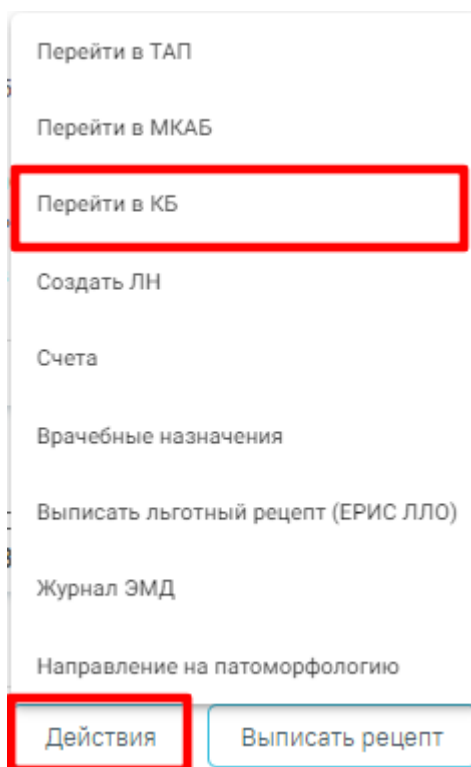 Перейти в ТАП
Перейти в МКАБ
Перейти в КБ
Создать ЛН
Счета
Врачебные назначения
Выписать льготный рецепт (ЕРИС ЛЛО)
Журнал ЭМД
Направление на патоморфологию
Действия
Выписать рецепт